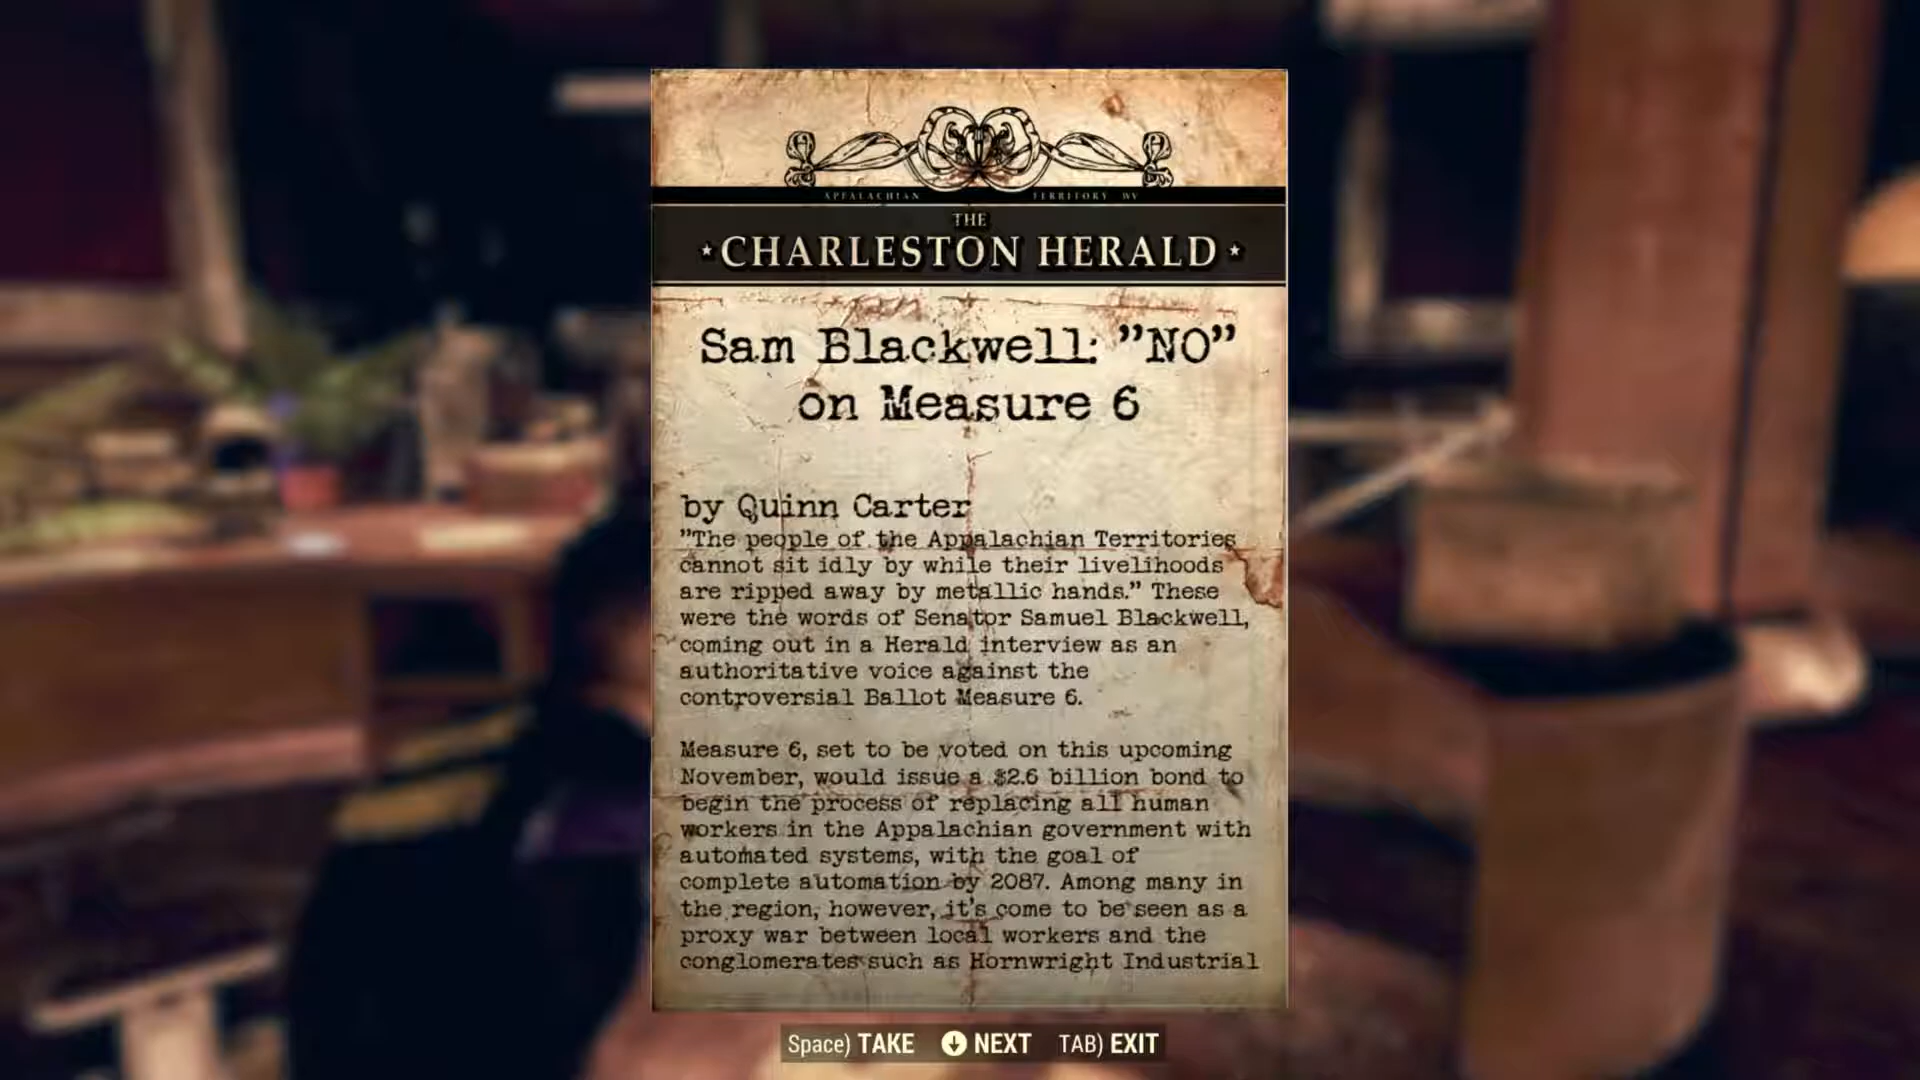 APPALACHIAN TERRITORY WV
THE
CHARLESTON HERALD
Sam Blackwell: "NO"
on Measure 6
by Quinn Carter
"The people of the Appalachian Territories
cannot sit idly by while their livelihoods
are ripped away by metallic hands." These
were the words of Senator Samuel Blackwell,
coming out in a Herald interview as an
authoritative voice against the
controversial Ballot Measure 6.
Measure 6, set to be voted on this upcoming
November, would issue a $2.6 billion bond to
begin the process of replacing all human
workers in the Appalachian government with
automated systems, with the goal of
complete automation by 2087. Among many in
the region, however, it's come to be seen as a
proxy war between local workers and the
conglomerates such as Hornwright Industrial
Space) TAKE NEXT TAB) EXIT